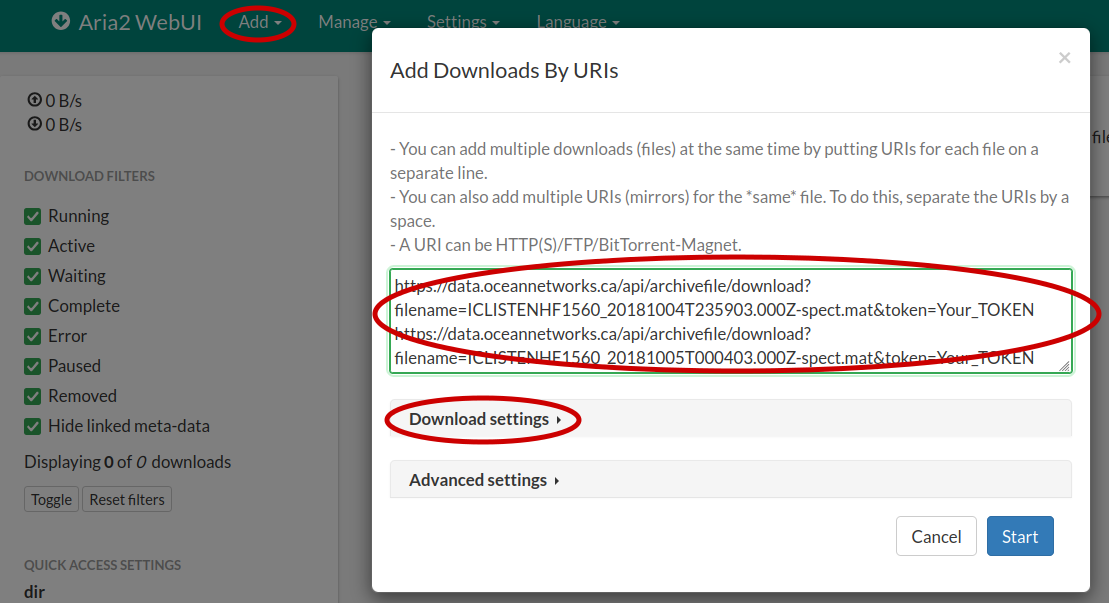 Aria2 WebUI Add Manage Settings Language
0 B/s
0 B/s
DOWNLOAD FILTERS
Running
Active
Waiting
Complete
Error
Paused
Removed
Hide linked meta-data
Displaying 0 of 0 downloads
Toggle Reset filters
QUICK ACCESS SETTINGS
dir
Add Downloads By URIs
×
- You can add multiple downloads (files) at the same time by putting URIs for each file on a
separate line.
- You can also add multiple URIs (mirrors) for the *same* file. To do this, separate the URIs by a
space.
- A URI can be HTTP(S)/FTP/BitTorrent-Magnet.
https://data.oceannetworks.ca/api/archivefile/download?
filename=ICLISTENHF1560_20181004T235903.000Z-spect.mat&token=Your_TOKEN
https://data.oceannetworks.ca/api/archivefile/download?
filename=ICLISTENHF1560_20181005T000403.000Z-spect.mat&token=Your_TOKEN
Download settings
Advanced settings
Cancel Start